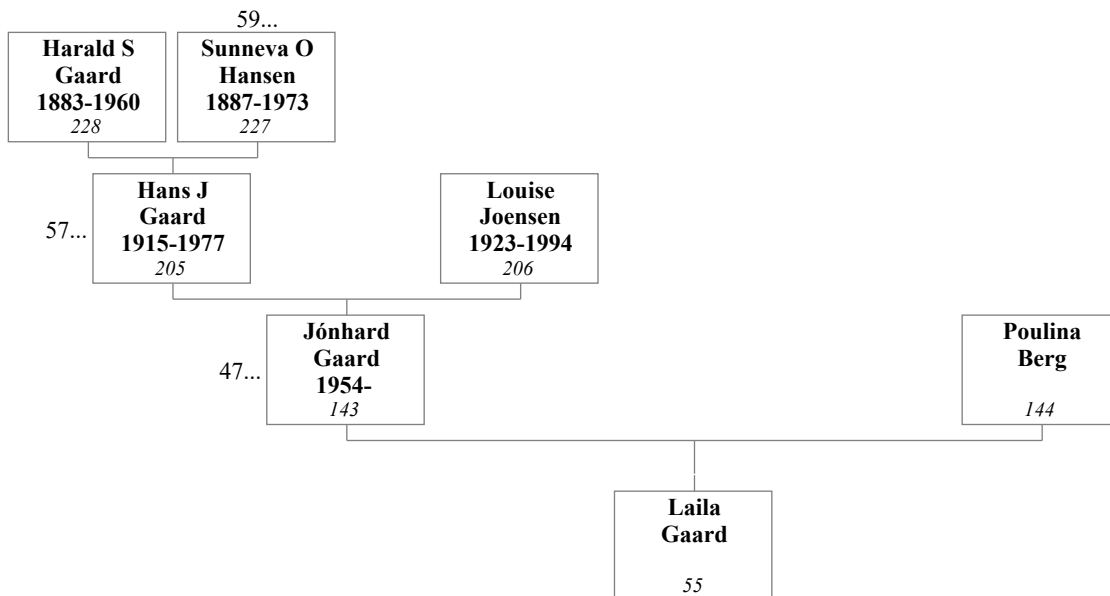 59...
Harald S
Gaard
1883-1960
228
Sunneva O
Hansen
1887-1973
227
57...
Hans J
Gaard
1915-1977
205
Louise
Joensen
1923-1994
206
47...
Jónhard
Gaard
1954-
143
Poulina
Berg
144
Laila
Gaard
55